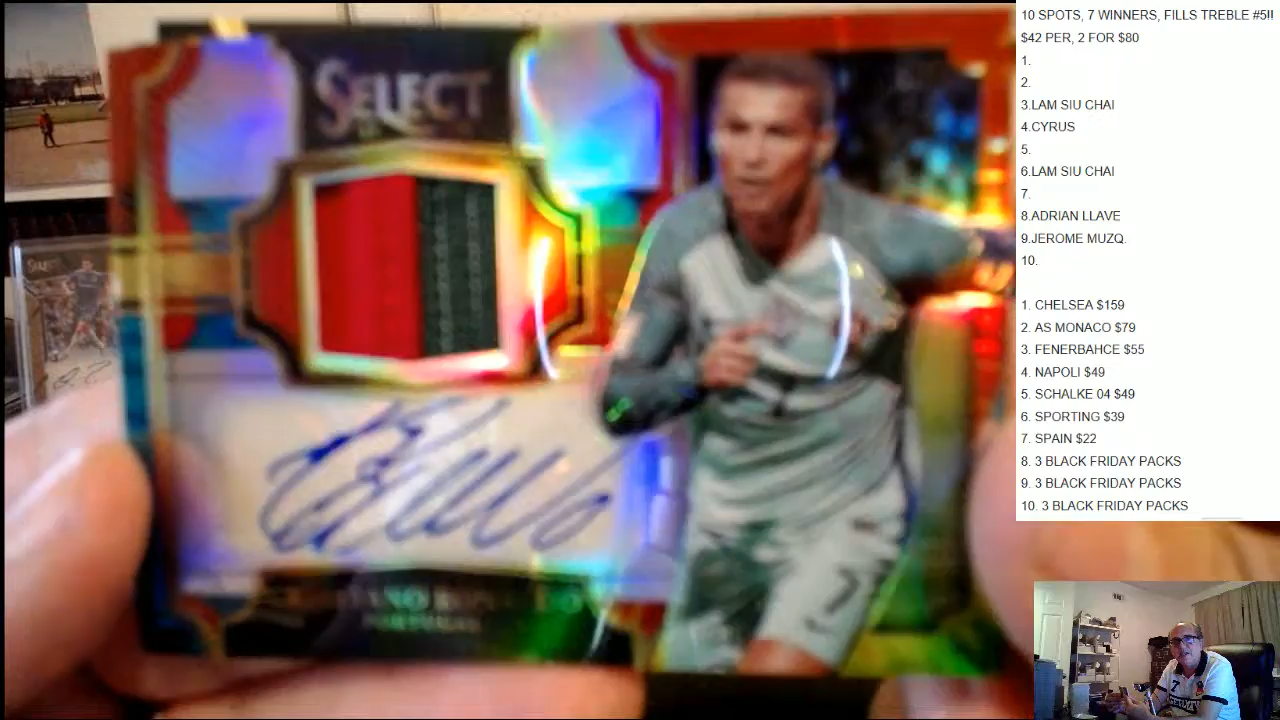 SELECT
7
10 SPOTS, 7 WINNERS, FILLS TREBLE #5!!
$42 PER, 2 FOR $80
1.
2.
3.LAM SIU CHAI
4.CYRUS
5.
6.LAM SIU CHAI
7.
8.ADRIAN LLAVE
9.JEROME MUZQ.
10.
1. CHELSEA $159
2. AS MONACO $79
3. FENERBAHCE $55
4. NAPOLI $49
5. SCHALKE 04 $49
6. SPORTING $39
7. SPAIN $22
8. 3 BLACK FRIDAY PACKS
9. 3 BLACK FRIDAY PACKS
10. 3 BLACK FRIDAY PACKS